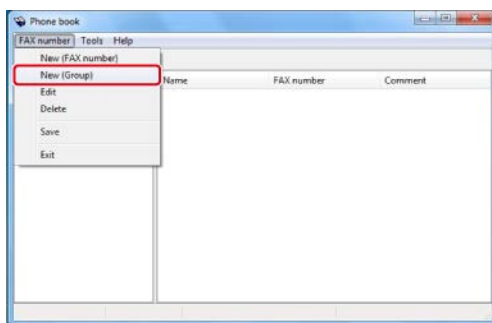 Phone book
FAX number Tools Help
New (FAX number)
New (Group)
Edit
Delete
Save
Exit
Name FAX number Comment